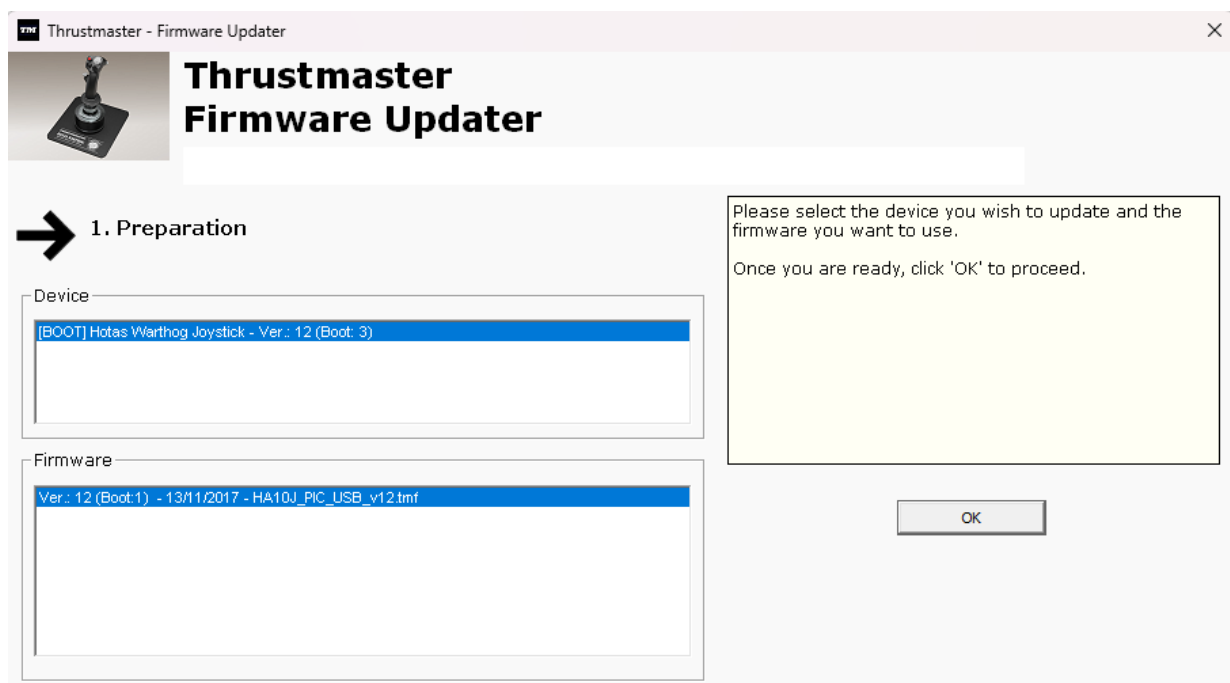 TM Thrustmaster - Firmware Updater
Thrustmaster
Firmware Updater
1. Preparation
Please select the device you wish to update and the
firmware you want to use.
Once you are ready, click 'OK' to proceed.
Device
[BOOT] Hotas Warthog Joystick - Ver.: 12 (Boot: 3)
Firmware
Ver.: 12 (Boot:1) - 13/11/2017 - HA10J_PIC_USB_v12.tmf
OK